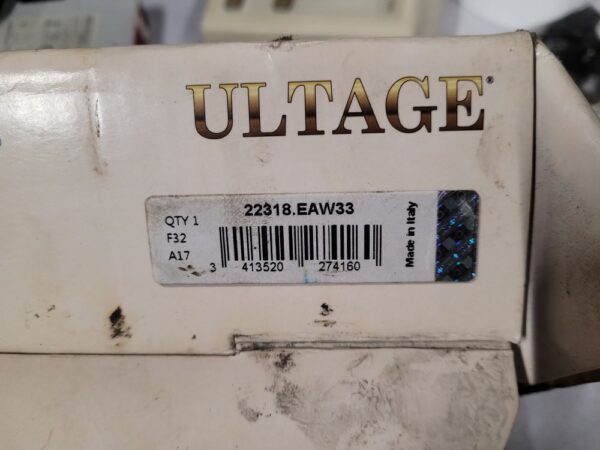 ULTAGE®
22318.EAW33
QTY 1
F32
A17
3 413520 274160
Made in Italy